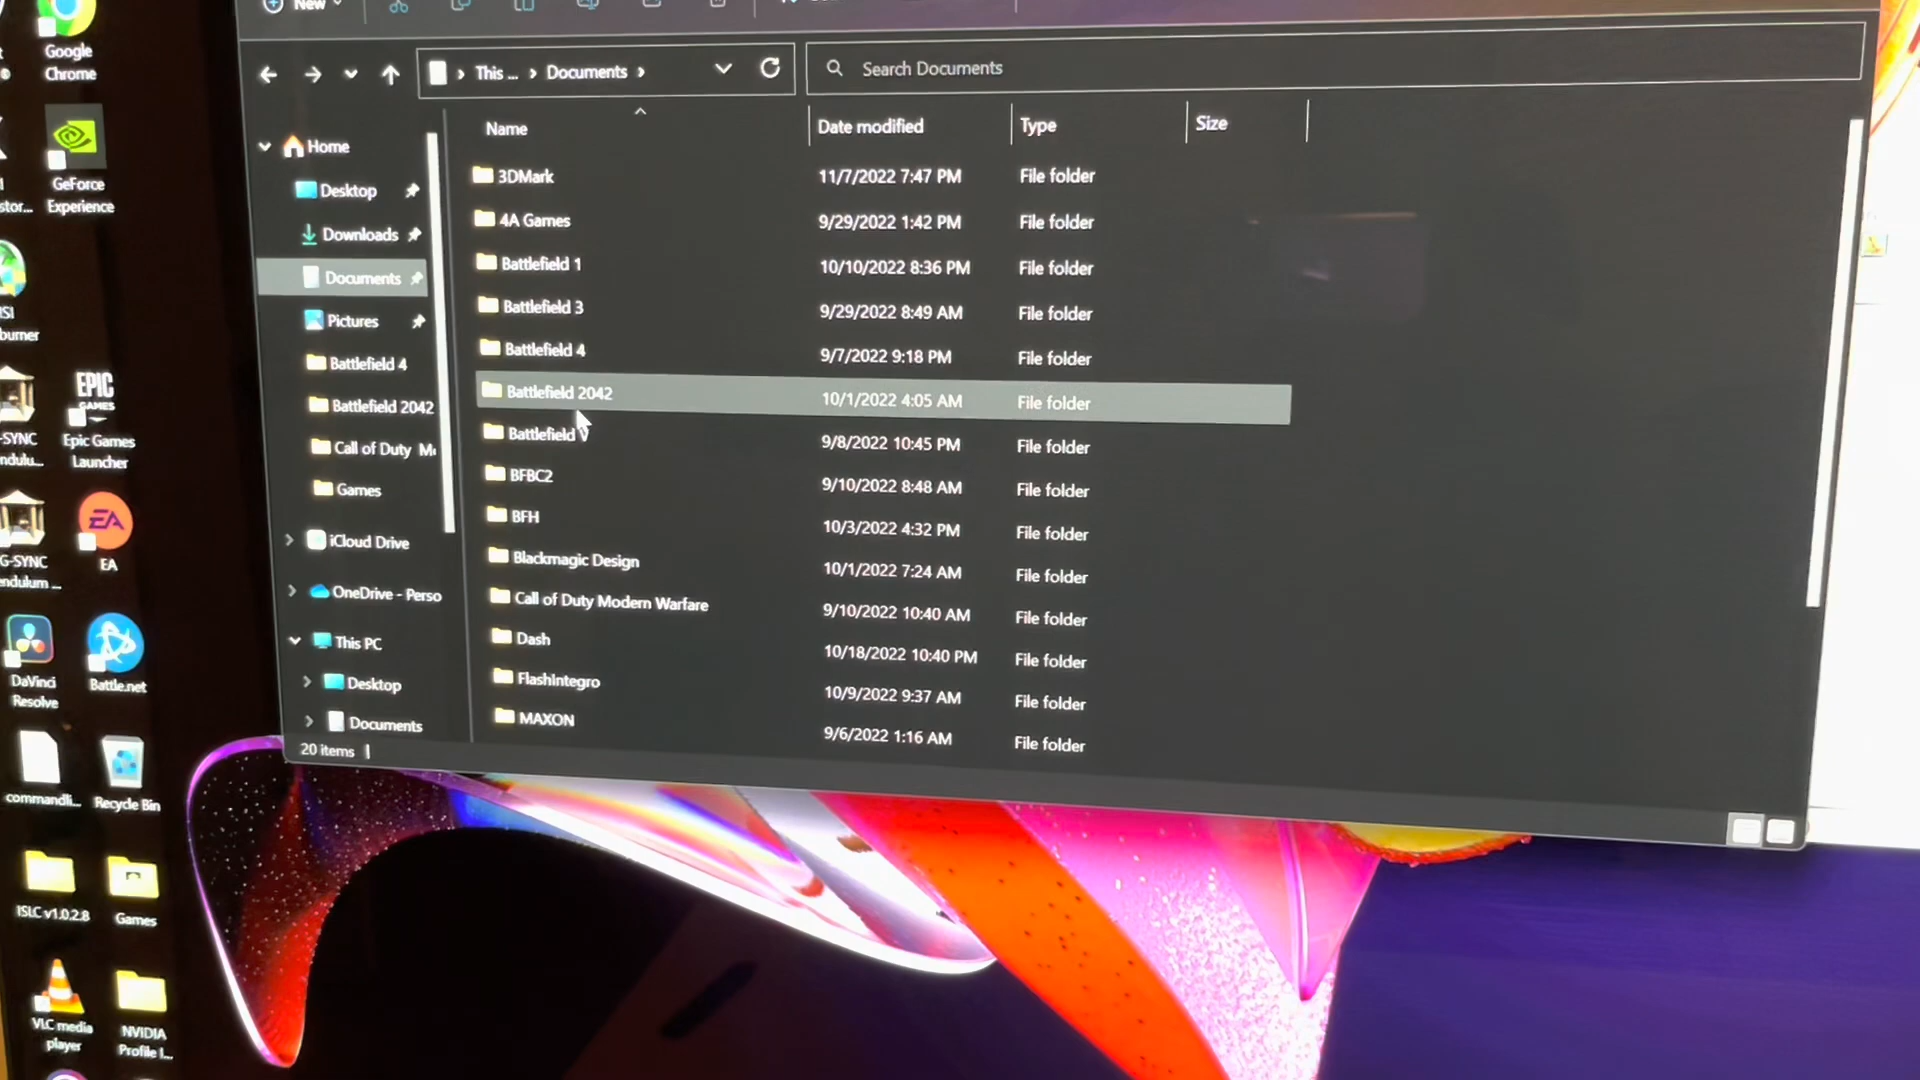 New
This ... > Documents >
Search Documents
Name
Date modified
Type
Size
Home
Desktop
Downloads
Documents
Pictures
Battlefield 4
Battlefield 2042
Call of Duty
Games
iCloud Drive
OneDrive - Perso
This PC
Desktop
Documents
20 items
3DMark 11/7/2022 7:47 PM File folder
4A Games 9/29/2022 1:42 PM File folder
Battlefield 1 10/10/2022 8:36 PM File folder
Battlefield 3 9/29/2022 8:49 AM File folder
Battlefield 4 9/7/2022 9:18 PM File folder
Battlefield 2042 10/1/2022 4:05 AM File folder
Battlefield V 9/8/2022 10:45 PM File folder
BFBC2 9/10/2022 8:48 AM File folder
BFH 10/3/2022 4:32 PM File folder
Blackmagic Design 10/1/2022 7:24 AM File folder
Call of Duty Modern Warfare 9/10/2022 10:40 AM File folder
Dash 10/18/2022 10:40 PM File folder
FlashIntegro 10/9/2022 9:37 AM File folder
MAXON 9/6/2022 1:16 AM File folder
Google
Chrome
GeForce
Experience
stor...
burner
EPIC
GAMES
Epic Games
Launcher
-SYNC
ndulu...
EA
EA
G-SYNC
endulum ...
DaVinci
Resolve
Battle.net
commandli...
Recycle Bin
ISLC v1.0.2.8
Games
VLC media
player
NVIDIA
Profile I...